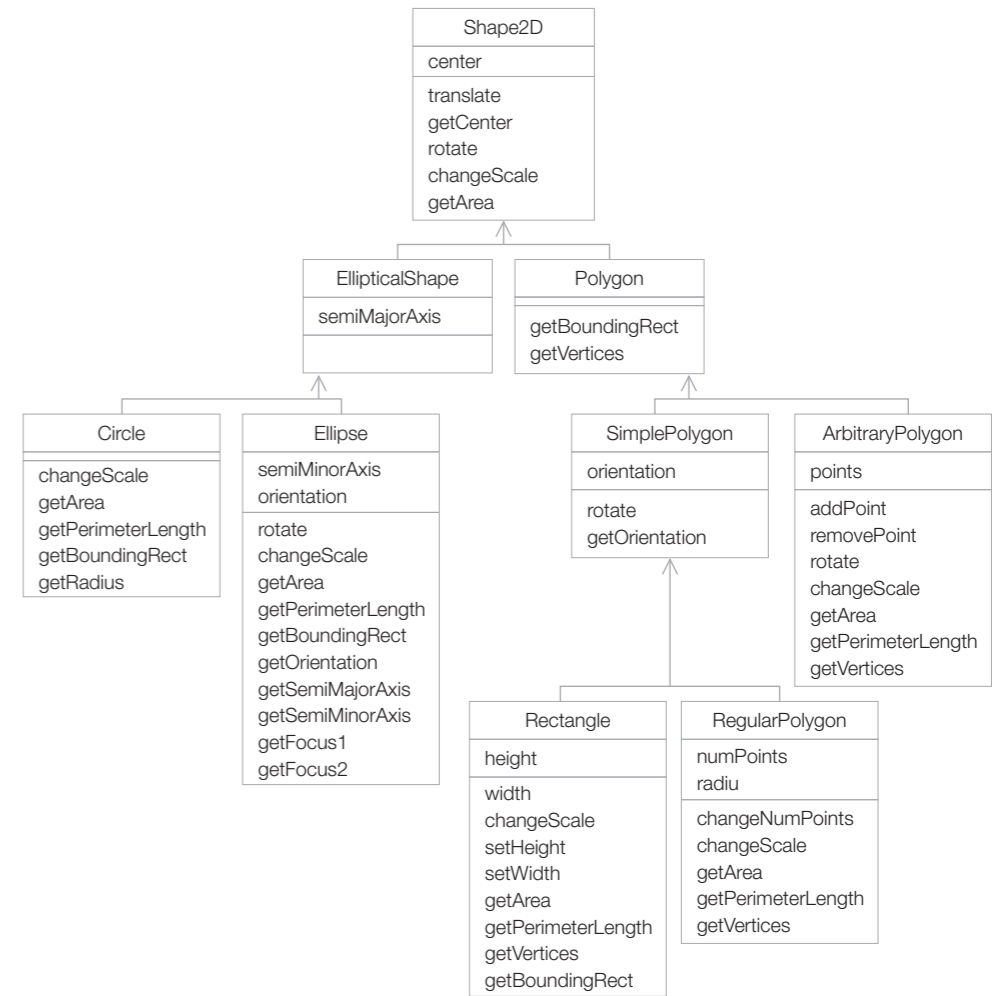 Shape2D
center
translate
getCenter
rotate
changeScale
getArea
EllipticalShape
semiMajorAxis
Polygon
getBoundingRect
getVertices
Circle
changeScale
getArea
getPerimeterLength
getBoundingRect
getRadius
Ellipse
semiMinorAxis
orientation
rotate
changeScale
getArea
getPerimeterLength
getBoundingRect
getOrientation
getSemiMajorAxis
getSemiMinorAxis
getFocus1
getFocus2
SimplePolygon
orientation
rotate
getOrientation
ArbitraryPolygon
points
addPoint
removePoint
rotate
changeScale
getArea
getPerimeterLength
getVertices
Rectangle
height
width
changeScale
setHeight
setWidth
getArea
getPerimeterLength
getVertices
getBoundingRect
RegularPolygon
numPoints
radiu
changeNumPoints
changeScale
getArea
getPerimeterLength
getVertices